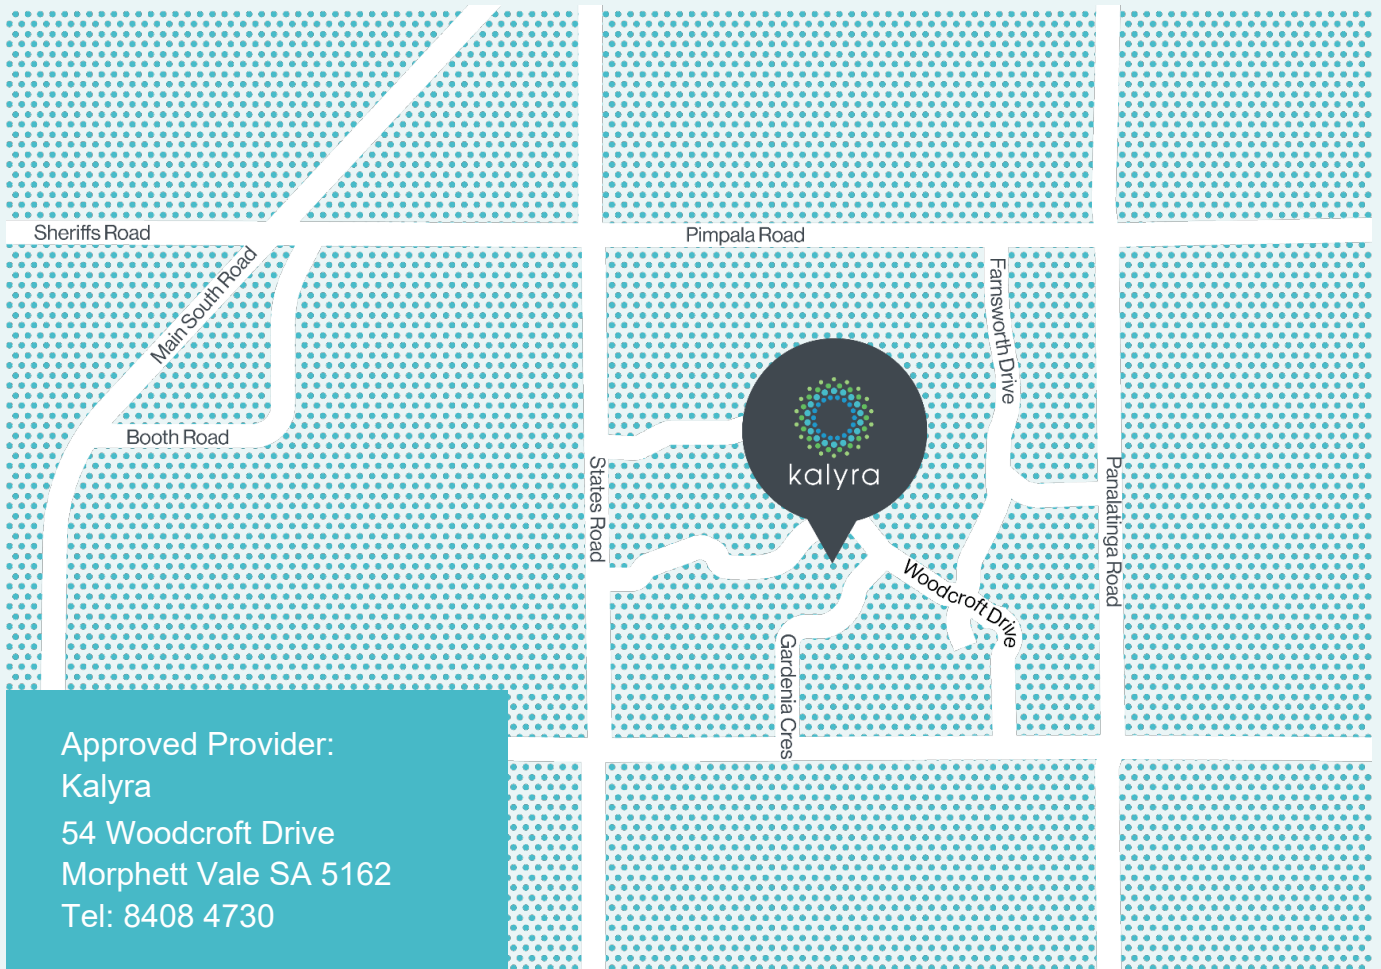 Sheriffs Road
Pimpala Road
Main South Road
Farnsworth Drive
Booth Road
kalyra
States Road
Panalatinga Road
Woodcroft Drive
Gardenia Cres
Approved Provider:
Kalyra
54 Woodcroft Drive
Morphett Vale SA 5162
Tel: 8408 4730